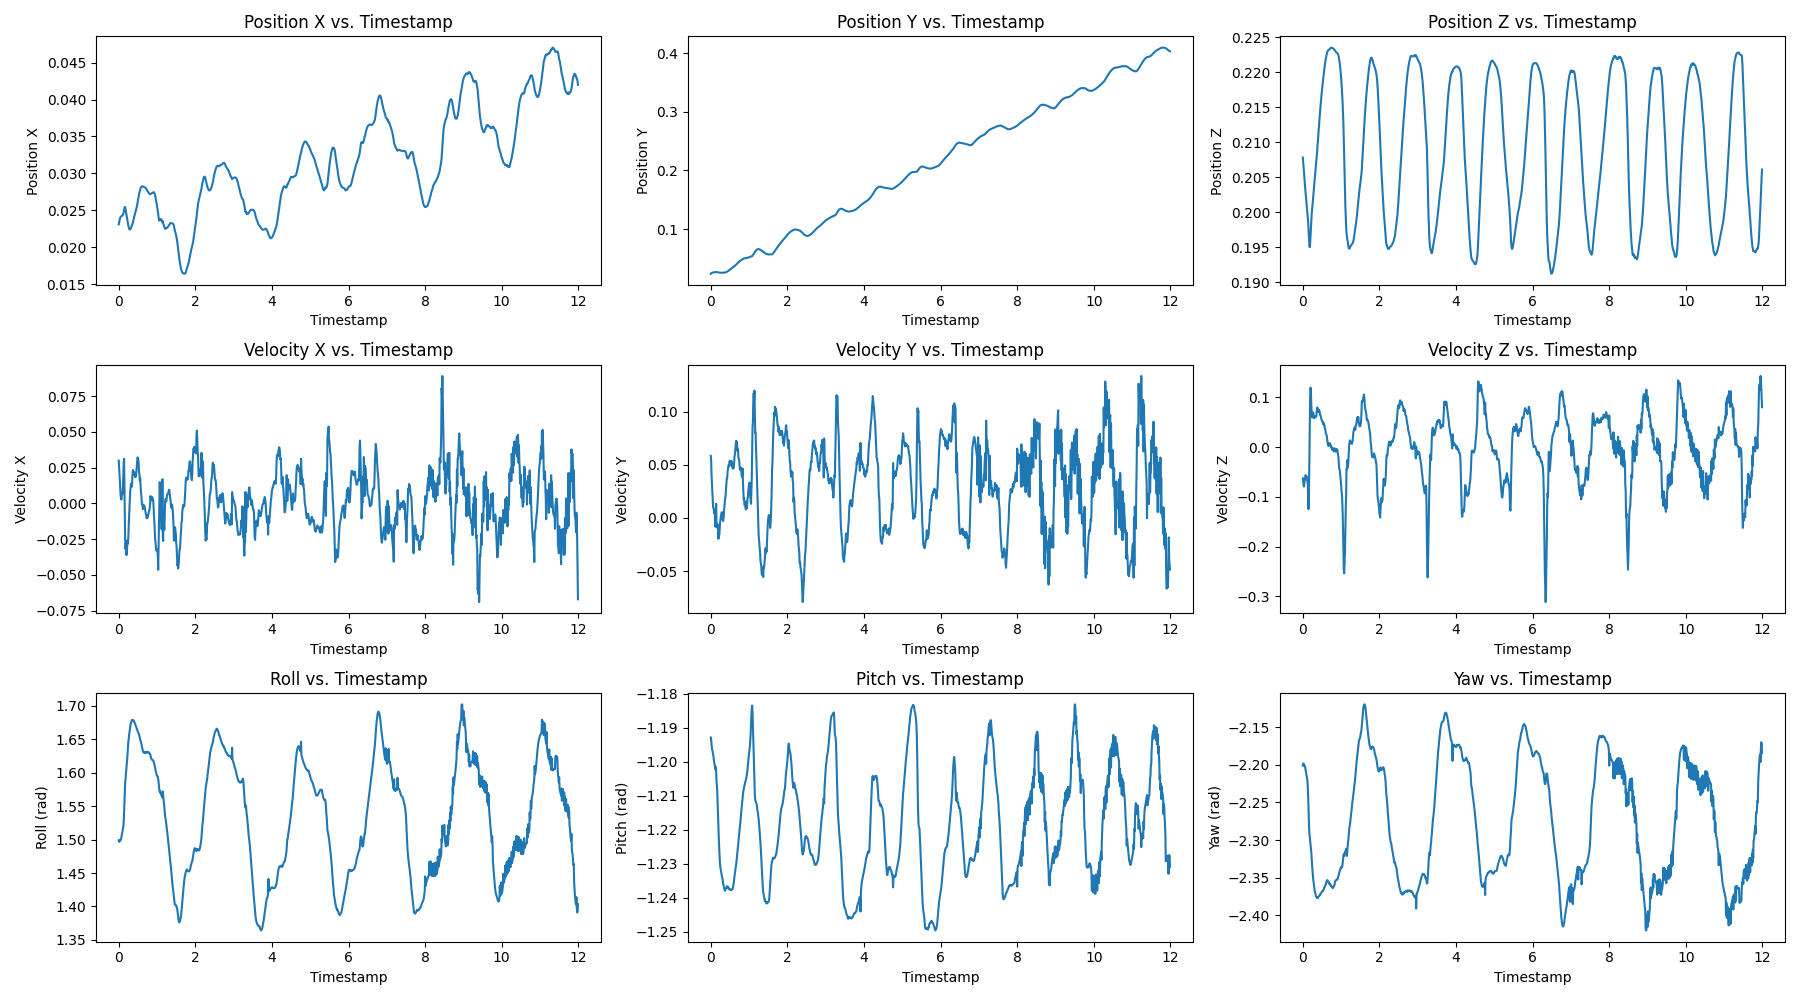 Position X vs. Timestamp
Position X
0.045
0.040
0.035
0.030
0.025
0.020
0.015
0 2 4 6 8 10 12
Timestamp
Position Y vs. Timestamp
Position Y
0.4
0.3
0.2
0.1
0 2 4 6 8 10 12
Timestamp
Position Z vs. Timestamp
Position Z
0.225
0.220
0.215
0.210
0.205
0.200
0.195
0.190
0 2 4 6 8 10 12
Timestamp
Velocity X vs. Timestamp
Velocity X
0.075
0.050
0.025
0.000
−0.025
−0.050
−0.075
0 2 4 6 8 10 12
Timestamp
Velocity Y vs. Timestamp
Velocity Y
0.10
0.05
0.00
−0.05
0 2 4 6 8 10 12
Timestamp
Velocity Z vs. Timestamp
Velocity Z
0.1
0.0
−0.1
−0.2
−0.3
0 2 4 6 8 10 12
Timestamp
Roll vs. Timestamp
Roll (rad)
1.70
1.65
1.60
1.55
1.50
1.45
1.40
1.35
0 2 4 6 8 10 12
Timestamp
Pitch vs. Timestamp
Pitch (rad)
−1.18
−1.19
−1.20
−1.21
−1.22
−1.23
−1.24
−1.25
0 2 4 6 8 10 12
Timestamp
Yaw vs. Timestamp
Yaw (rad)
−2.15
−2.20
−2.25
−2.30
−2.35
−2.40
0 2 4 6 8 10 12
Timestamp